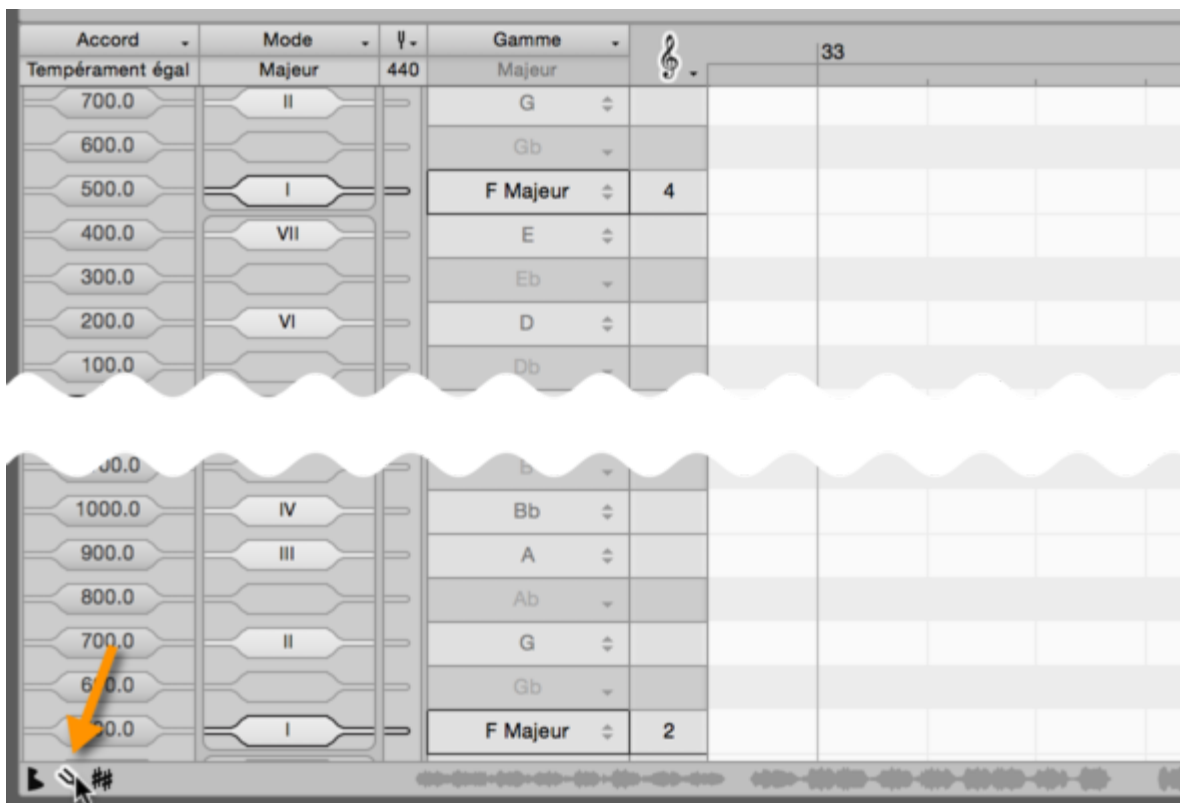 Accord Mode Gamme
Tempérament égal Majeur 440 Majeur
33
700.0 II G
600.0 Gb
500.0 I F Majeur 4
400.0 VII E
300.0 Eb
200.0 VI D
100.0 Db
1000.0 IV Bb
900.0 III A
800.0 Ab
700.0 II G
Gb
I F Majeur 2